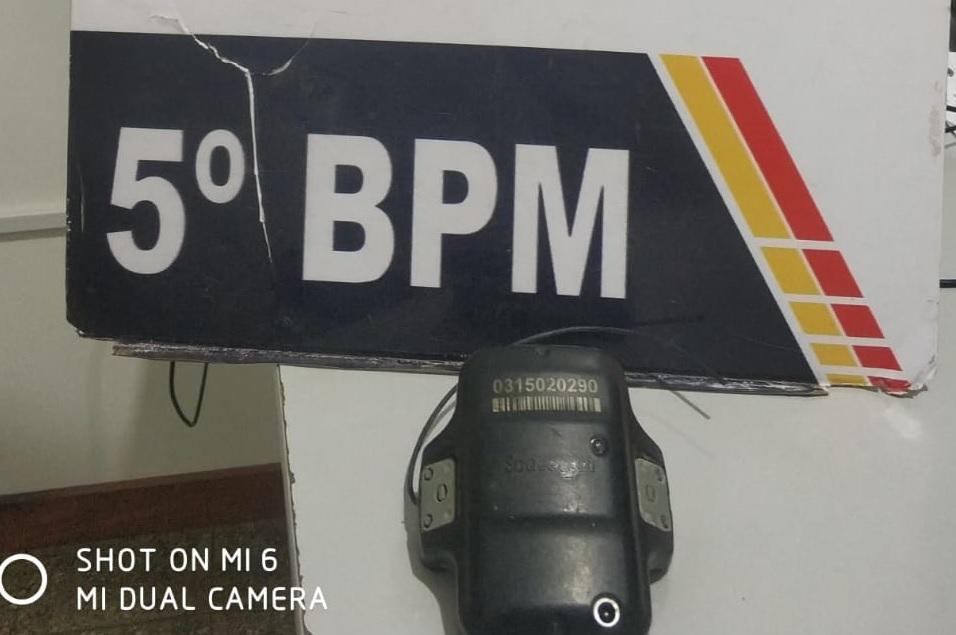 5º BPM
0315020290
SHOT ON MI 6
MI DUAL CAMERA